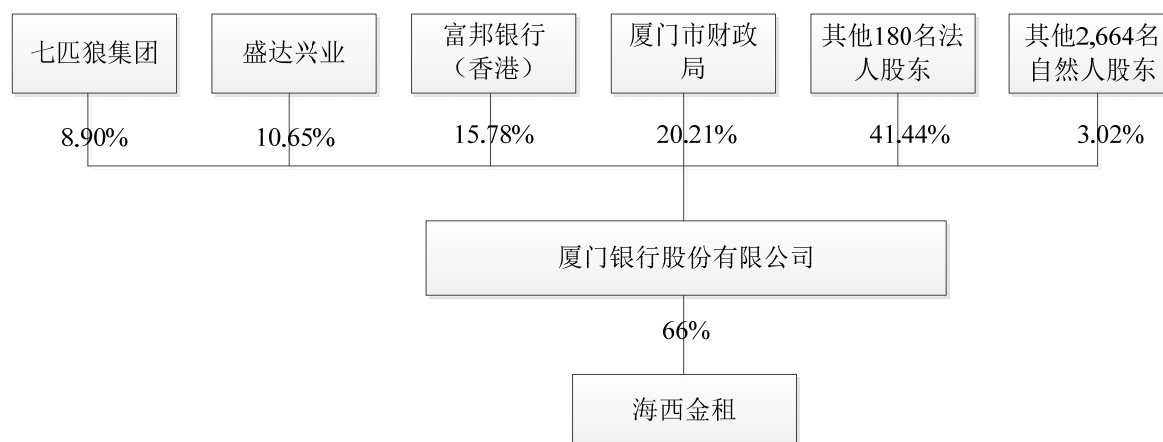 七匹狼集团
盛达兴业
富邦银行
（香港）
厦门市财政
局
其他180名法
人股东
其他2,664名
自然人股东
8.90%
10.65%
15.78%
20.21%
41.44%
3.02%
厦门银行股份有限公司
66%
海西金租